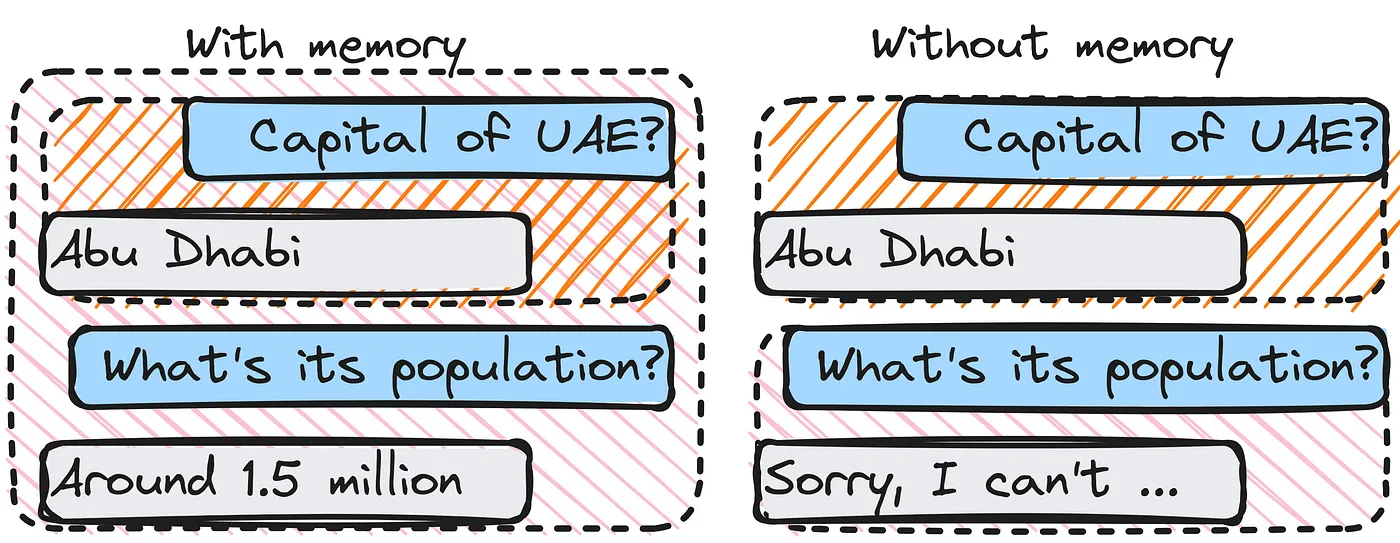 With memory
Capital of UAE?
Abu Dhabi
What's its population?
Around 1.5 million
Without memory
Capital of UAE?
Abu Dhabi
What's its population?
Sorry, I can't ...